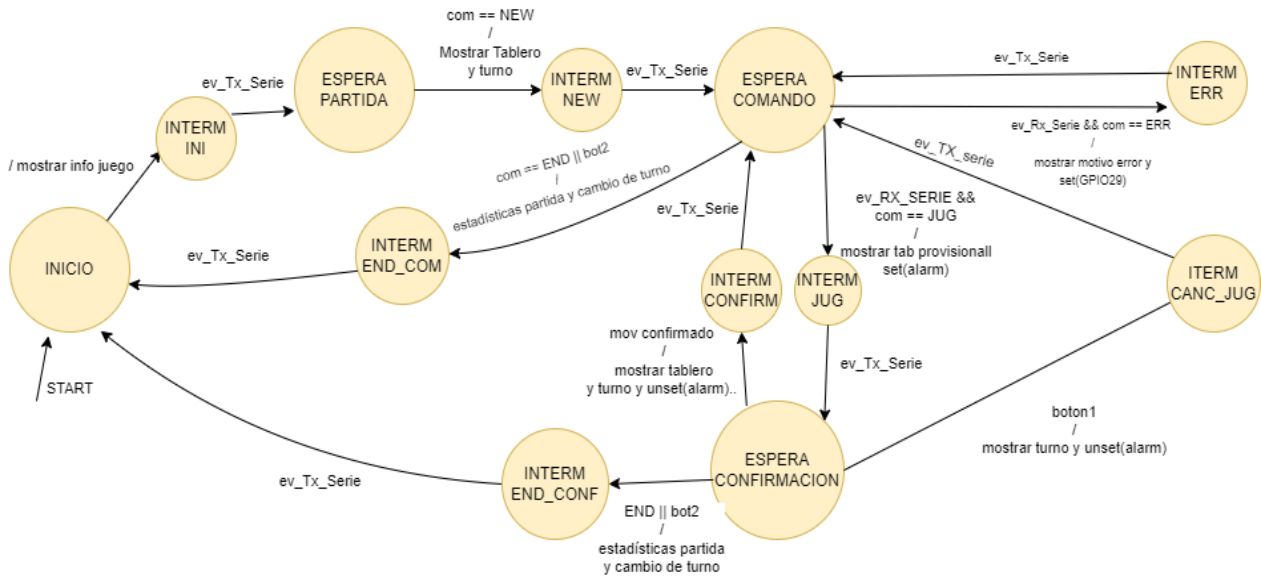 com == NEW
/
Mostrar Tablero
y turno
ev_Tx_Serie
ESPERA
PARTIDA
INTERM
NEW
ev_Tx_Serie
ESPERA
COMANDO
ev_Tx_Serie
INTERM
ERR
ev_Rx_Serie && com == ERR
/
mostrar motivo error y
set(GPIO29)
INTERM
INI
/ mostrar info juego
com == END || bot2
/
estadísticas partida y cambio de turno
ev_TX_serie
ev_Tx_Serie
ev_RX_SERIE &&
com == JUG
/
mostrar tab provisionall
set(alarm)
INICIO
ev_Tx_Serie
INTERM
END_COM
INTERM
CONFIRM
INTERM
JUG
ITERM
CANC_JUG
mov confirmado
/
mostrar tablero
y turno y unset(alarm)..
ev_Tx_Serie
START
boton1
/
mostrar turno y unset(alarm)
ev_Tx_Serie
INTERM
END_CONF
ESPERA
CONFIRMACION
END || bot2
/
estadísticas partida
y cambio de turno